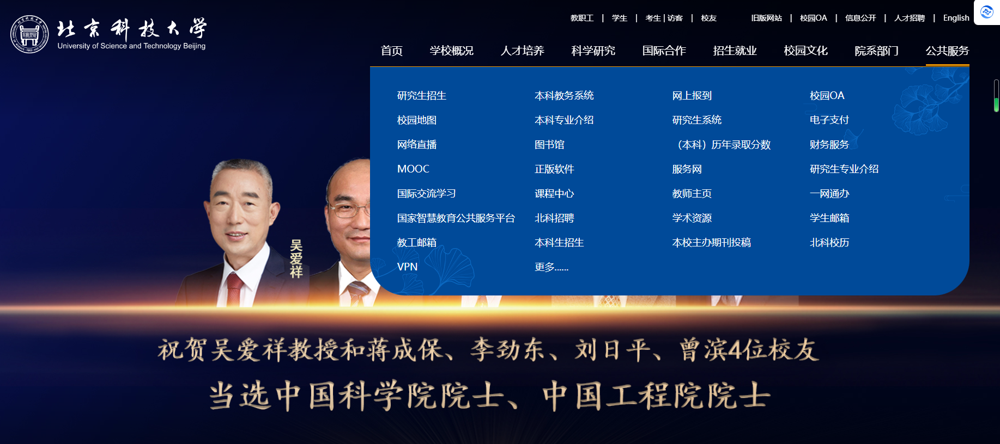 北京科技大学
University of Science and Technology Beijing
教职工 | 学生 | 考生 | 访客 | 校友 旧版网站 | 校园OA | 信息公开 | 人才招聘 | English
首页 学校概况 人才培养 科学研究 国际合作 招生就业 校园文化 院系部门 公共服务
研究生招生 本科教务系统 网上报到 校园OA
校园地图 本科专业介绍 研究生系统 电子支付
网络直播 图书馆 （本科）历年录取分数 财务服务
MOOC 正版软件 服务网 研究生专业介绍
国际交流学习 课程中心 教师主页 一网通办
国家智慧教育公共服务平台 北科招聘 学术资源 学生邮箱
教工邮箱 本科生招生 本校主办期刊投稿 北科校历
VPN 更多......
吴爱祥
祝贺吴爱祥教授和蒋成保、李劲东、刘日平、曾滨4位校友
当选中国科学院院士、中国工程院院士